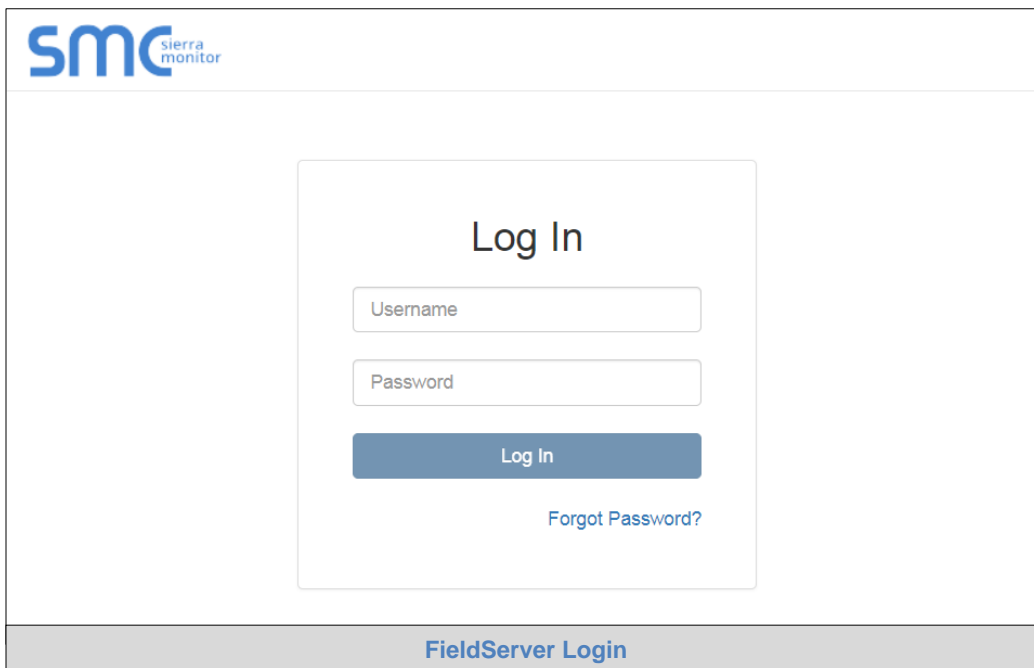 SMC sierra
monitor
Log In
Username
Password
Log In
Forgot Password?
FieldServer Login